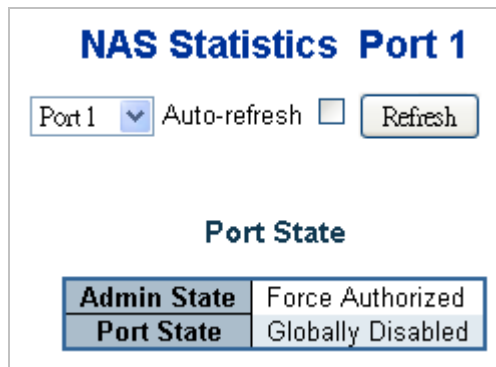 NAS Statistics Port 1
Port 1 Auto-refresh Refresh
Port State
Admin State Force Authorized
Port State Globally Disabled